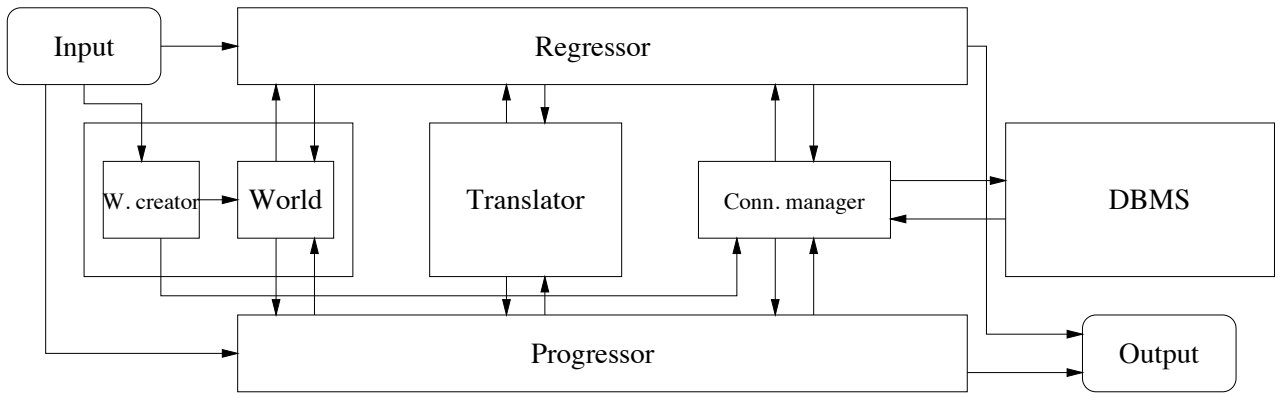 Input
Regressor
W. creator
World
Translator
Conn. manager
DBMS
Progressor
Output